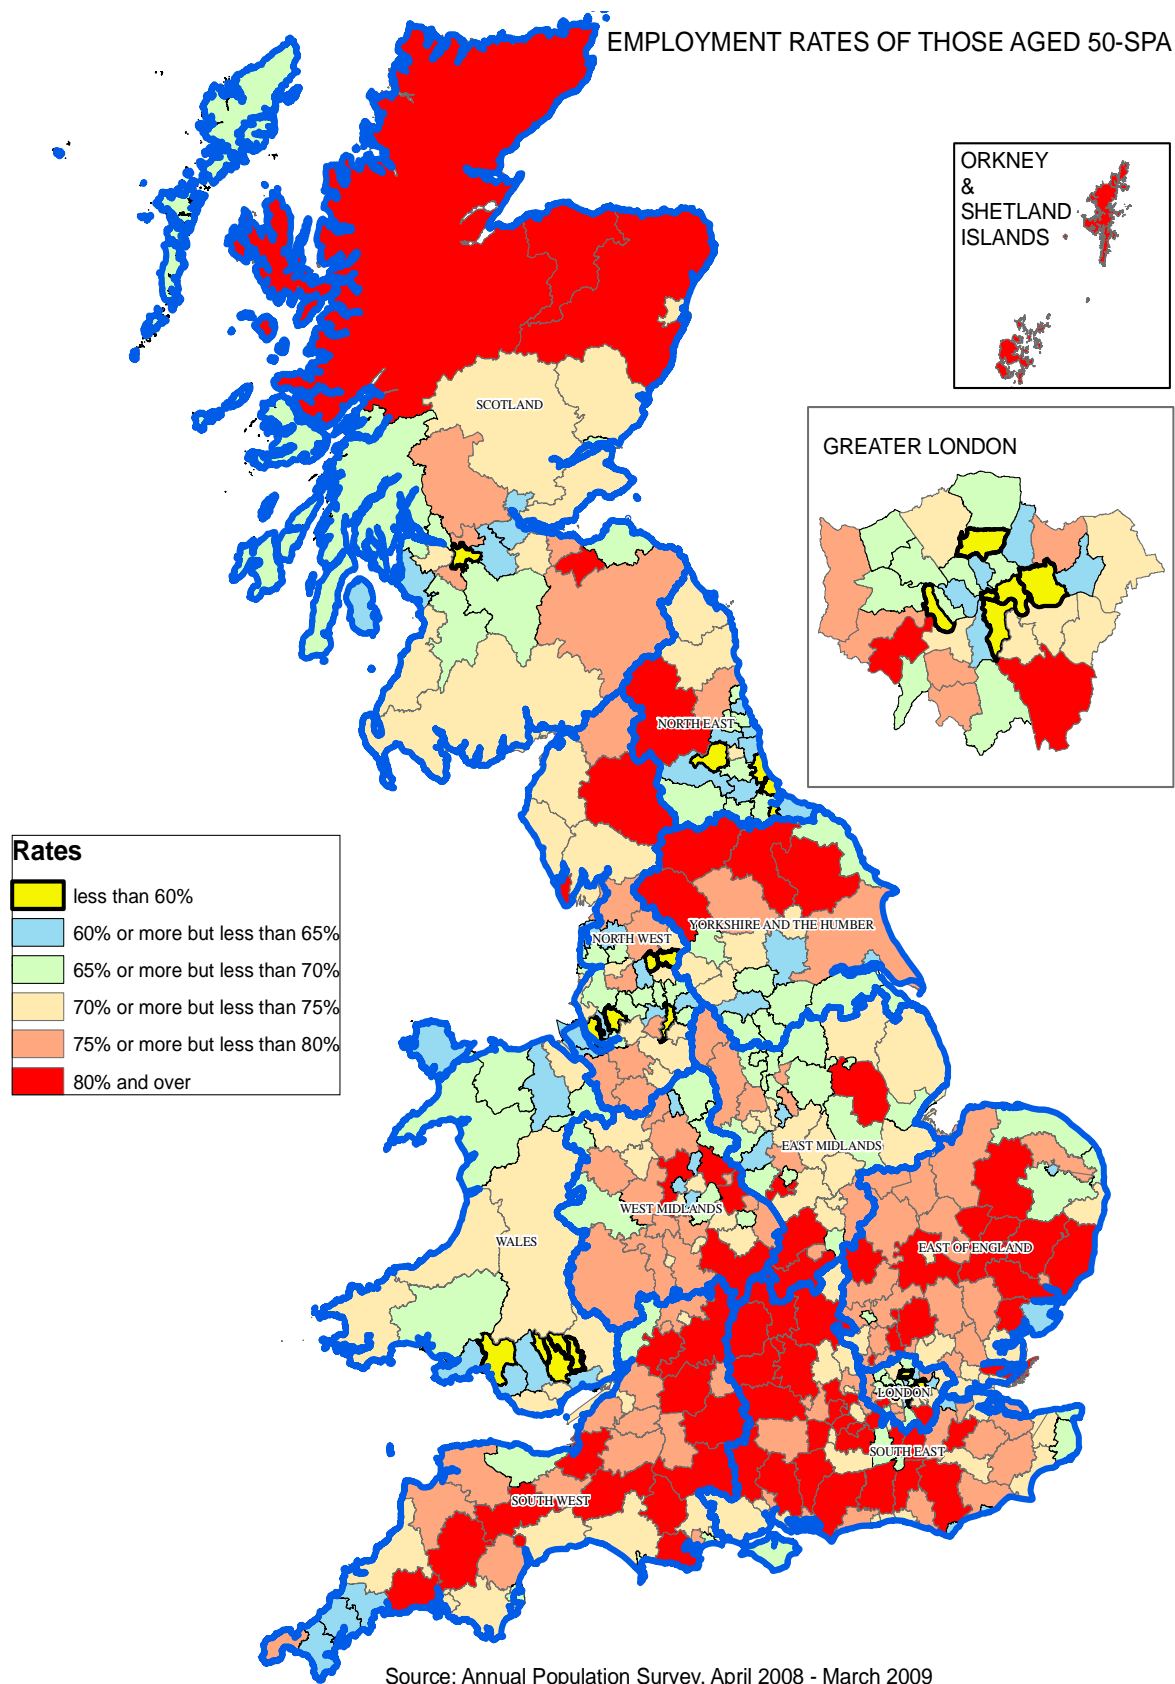 EMPLOYMENT RATES OF THOSE AGED 50-SPA
ORKNEY
&
SHETLAND
ISLANDS
SCOTLAND
GREATER LONDON
NORTH EAST
Rates
less than 60%
60% or more but less than 65%
65% or more but less than 70%
70% or more but less than 75%
75% or more but less than 80%
80% and over
YORKSHIRE AND THE HUMBER
NORTH WEST
EAST MIDLANDS
WEST MIDLANDS
WALES
EAST OF ENGLAND
LONDON
SOUTH EAST
SOUTH WEST
Source: Annual Population Survey, April 2008 - March 2009